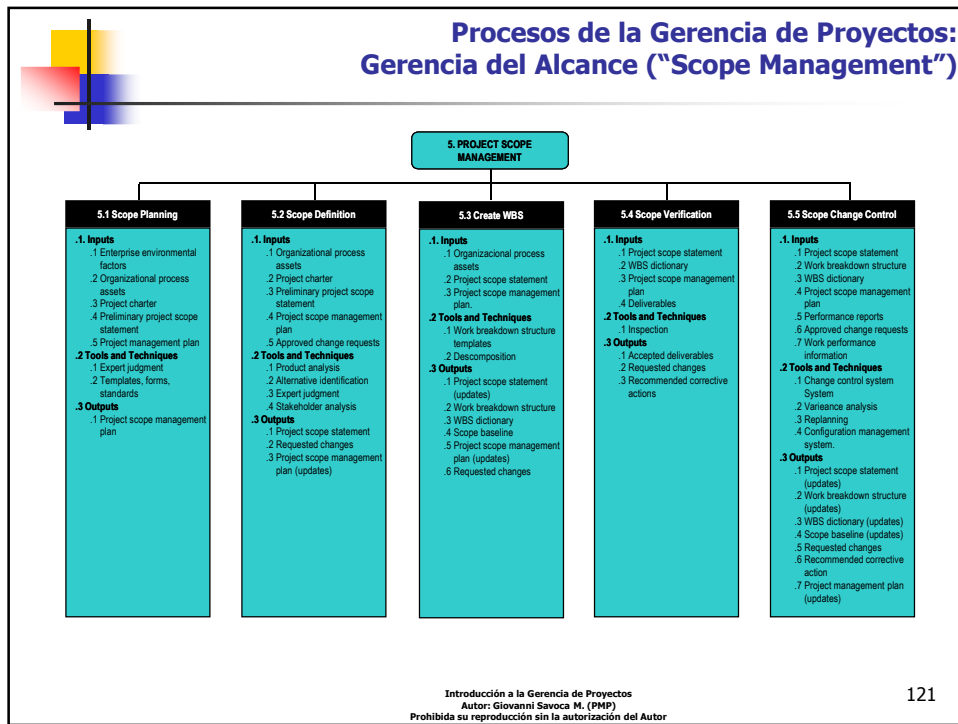 Procesos de la Gerencia de Proyectos:
Gerencia del Alcance (“Scope Management”)
5. PROJECT SCOPE
MANAGEMENT
5.1 Scope Planning
.1. Inputs
.1 Enterprise environmental
factors
.2 Organizational process
assets
.3 Project charter
.4 Preliminary project scope
statement
.5 Project management plan
.2 Tools and Techniques
.1 Expert judgment
.2 Templates, forms,
standards
.3 Outputs
.1 Project scope management
plan
5.2 Scope Definition
.1. Inputs
.1 Organizational process
assets
.2 Project charter
.3 Preliminary project scope
statement
.4 Project scope management
plan
.5 Approved change requests
.2 Tools and Techniques
.1 Product analysis
.2 Alternative identification
.3 Expert judgment
.4 Stakeholder analysis
.3 Outputs
.1 Project scope statement
.2 Requested changes
.3 Project scope management
plan (updates)
5.3 Create WBS
.1. Inputs
.1 Organizacional process
assets
.2 Project scope statement
.3 Project scope management
plan.
.2 Tools and Techniques
.1 Work breakdown structure
templates
.2 Descomposition
.3 Outputs
.1 Project scope statement
(updates)
.2 Work breakdown structure
.3 WBS dictionary
.4 Scope baseline
.5 Project scope management
plan (updates)
.6 Requested changes
5.4 Scope Verification
.1. Inputs
.1 Project scope statement
.2 WBS dictionary
.3 Project scope management
plan
.4 Deliverables
.2 Tools and Techniques
.1 Inspection
.3 Outputs
.1 Accepted deliverables
.2 Requested changes
.3 Recommended corrective
actions
5.5 Scope Change Control
.1. Inputs
.1 Project scope statement
.2 Work breakdown structure
.3 WBS dictionary
.4 Project scope management
plan
.5 Performance reports
.6 Approved change requests
.7 Work performance
information
.2 Tools and Techniques
.1 Change control system
System
.2 Varieance analysis
.3 Replanning
.4 Configuration management
system.
.3 Outputs
.1 Project scope statement
(updates)
.2 Work breakdown structure
(updates)
.3 WBS dictionary (updates)
.4 Scope baseline (updates)
.5 Requested changes
.6 Recommended corrective
action
.7 Project management plan
(updates)
Introducción a la Gerencia de Proyectos
Autor: Giovanni Savoca M. (PMP)
Prohibida su reproducción sin la autorización del Autor
121